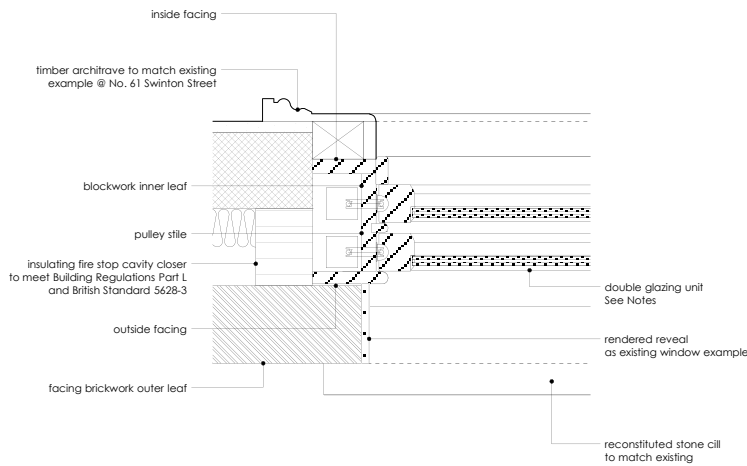 inside facing
timber architrave to match existing
example @ No. 61 Swinton Street
blockwork inner leaf
pulley stile
insulating fire stop cavity closer
to meet Building Regulations Part L
and British Standard 5628-3
outside facing
facing brickwork outer leaf
double glazing unit
See Notes
rendered reveal
as existing window example
reconstituted stone cill
to match existing